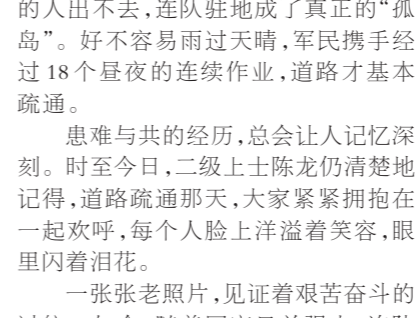 的人出不去，连队驻地成了真正的“孤
岛”。好不容易雨过天晴，军民携手经
过18个昼夜的连续作业，道路才基本
疏通。
患难与共的经历，总会让人记忆深
刻。时至今日，二级上士陈龙仍清楚地
记得，道路疏通那天，大家紧紧拥抱在
一起欢呼，每个人脸上洋溢着笑容，眼
里闪着泪花。
一张张老照片，见证着艰苦奋斗的